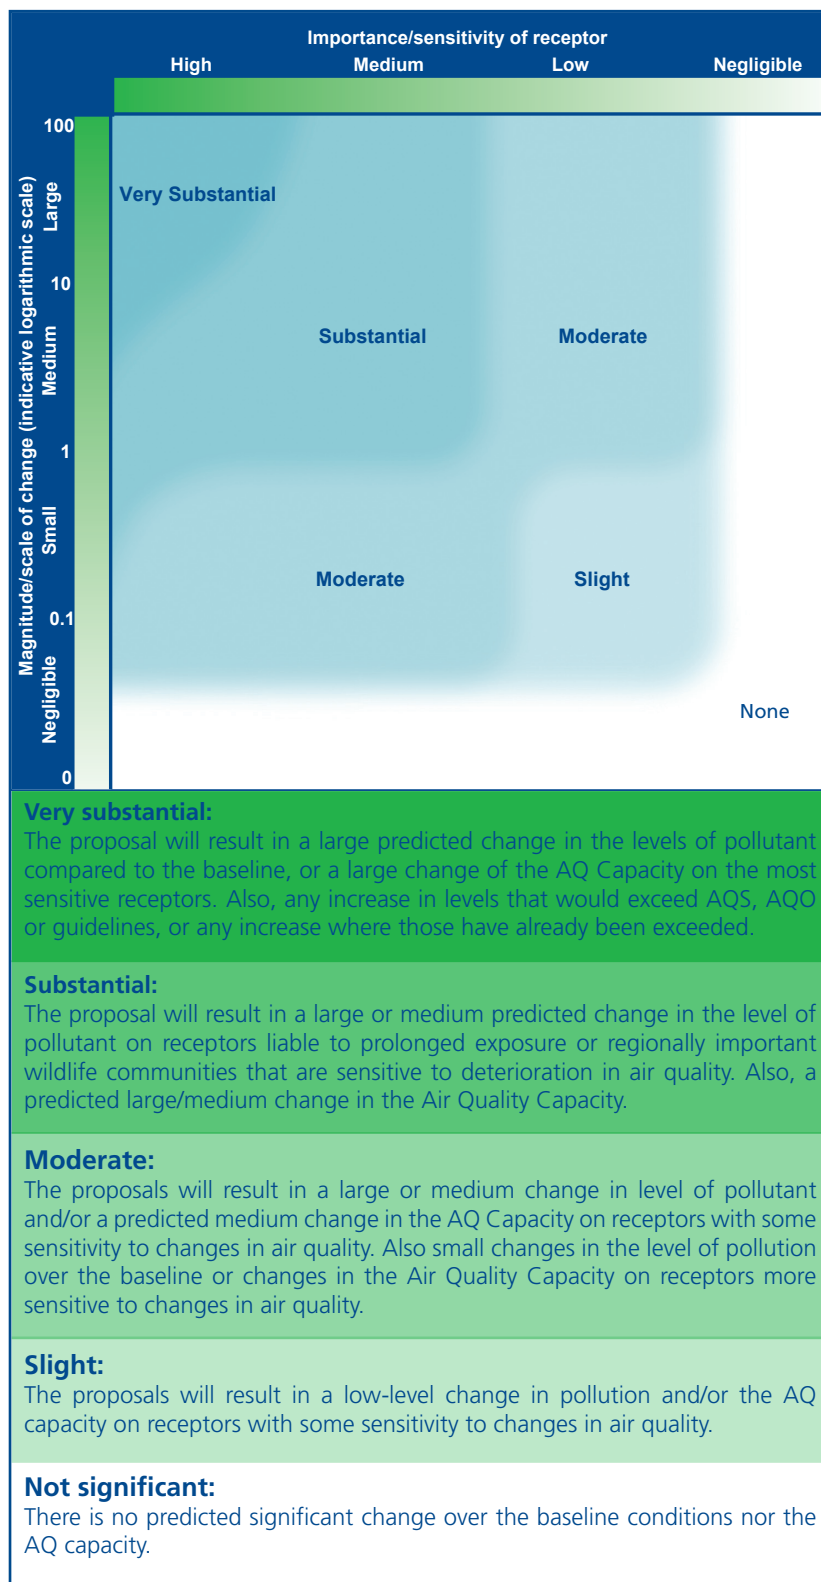 Importance/sensitivity of receptor
High Medium Low Negligible
Magnitude/scale of change (indicative logarithmic scale)
100
Large
10
Medium
1
Small
0.1
Negligible
0
Very Substantial
Substantial Moderate
Moderate Slight
None
Very substantial:
The proposal will result in a large predicted change in the levels of pollutant
compared to the baseline, or a large change of the AQ Capacity on the most
sensitive receptors. Also, any increase in levels that would exceed AQS, AQO
or guidelines, or any increase where those have already been exceeded.
Substantial:
The proposal will result in a large or medium predicted change in the level of
pollutant on receptors liable to prolonged exposure or regionally important
wildlife communities that are sensitive to deterioration in air quality. Also, a
predicted large/medium change in the Air Quality Capacity.
Moderate:
The proposals will result in a large or medium change in level of pollutant
and/or a predicted medium change in the AQ Capacity on receptors with some
sensitivity to changes in air quality. Also small changes in the level of pollution
over the baseline or changes in the Air Quality Capacity on receptors more
sensitive to changes in air quality.
Slight:
The proposals will result in a low-level change in pollution and/or the AQ
capacity on receptors with some sensitivity to changes in air quality.
Not significant:
There is no predicted significant change over the baseline conditions nor the
AQ capacity.